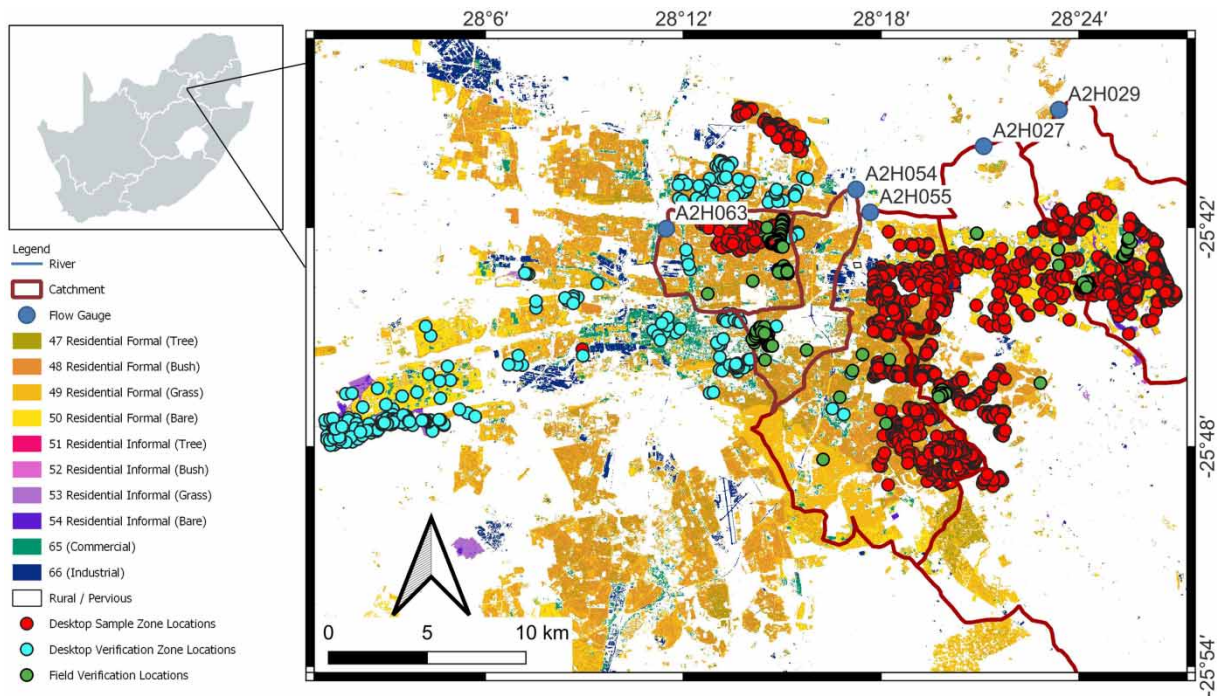 28°6′ 28°12′ 28°18′ 28°24′
A2H029
A2H027
A2H054
A2H055
A2H063
-25°42′
-25°48′
-25°54′
Legend
River
Catchment
Flow Gauge
47 Residential Formal (Tree)
48 Residential Formal (Bush)
49 Residential Formal (Grass)
50 Residential Formal (Bare)
51 Residential Informal (Tree)
52 Residential Informal (Bush)
53 Residential Informal (Grass)
54 Residential Informal (Bare)
65 (Commercial)
66 (Industrial)
Rural / Pervious
Desktop Sample Zone Locations
Desktop Verification Zone Locations
Field Verification Locations
0 5 10 km